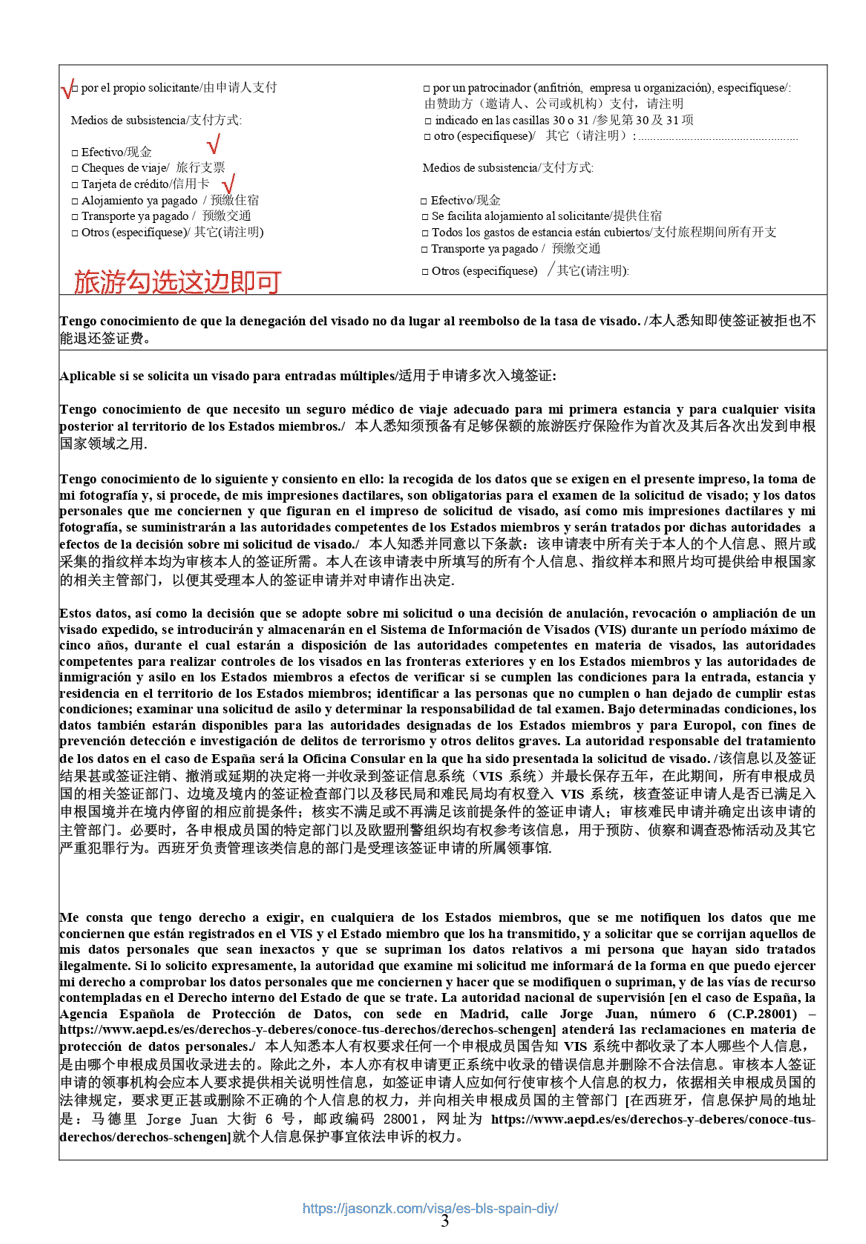 √□ por el propio solicitante/由申请人支付
Medios de subsistencia/支付方式:
□ Efectivo/现金 √
□ Cheques de viaje/ 旅行支票
□ Tarjeta de crédito/信用卡 √
□ Alojamiento ya pagado / 预缴住宿
□ Transporte ya pagado / 预缴交通
□ Otros (especifíquese)/ 其它(请注明)
旅游勾选这边即可
□ por un patrocinador (anfitrión, empresa u organización), especifíquese/:
由赞助方（邀请人、公司或机构）支付，请注明
□ indicado en las casillas 30 o 31 /参见第 30 及 31 项
□ otro (especifíquese)/ 其它（请注明）: .......................................................
Medios de subsistencia/支付方式:
□ Efectivo/现金
□ Se facilita alojamiento al solicitante/提供住宿
□ Todos los gastos de estancia están cubiertos/支付旅程期间所有开支
□ Transporte ya pagado / 预缴交通
□ Otros (especifíquese) /其它(请注明):
Tengo conocimiento de que la denegación del visado no da lugar al reembolso de la tasa de visado. /本人悉知即使签证被拒也不
能退还签证费。
Aplicable si se solicita un visado para entradas múltiples/适用于申请多次入境签证:
Tengo conocimiento de que necesito un seguro médico de viaje adecuado para mi primera estancia y para cualquier visita
posterior al territorio de los Estados miembros./ 本人悉知须预备有足够保额的旅游医疗保险作为首次及其后各次出发到申根
国家领域之用.
Tengo conocimiento de lo siguiente y consiento en ello: la recogida de los datos que se exigen en el presente impreso, la toma de
mi fotografía y, si procede, de mis impresiones dactilares, son obligatorias para el examen de la solicitud de visado; y los datos
personales que me conciernen y que figuran en el impreso de solicitud de visado, así como mis impresiones dactilares y mi
fotografía, se suministrarán a las autoridades competentes de los Estados miembros y serán tratados por dichas autoridades a
efectos de la decisión sobre mi solicitud de visado./ 本人知悉并同意以下条款：该申请表中所有关于本人的个人信息、照片或
采集的指纹样本均为审核本人的签证所需。本人在该申请表中所填写的所有个人信息、指纹样本和照片均可提供给申根国家
的相关主管部门，以便其受理本人的签证申请并对申请作出决定.
Estos datos, así como la decisión que se adopte sobre mi solicitud o una decisión de anulación, revocación o ampliación de un
visado expedido, se introducirán y almacenarán en el Sistema de Información de Visados (VIS) durante un período máximo de
cinco años, durante el cual estarán a disposición de las autoridades competentes en materia de visados, las autoridades
competentes para realizar controles de los visados en las fronteras exteriores y en los Estados miembros y las autoridades de
inmigración y asilo en los Estados miembros a efectos de verificar si se cumplen las condiciones para la entrada, estancia y
residencia en el territorio de los Estados miembros; identificar a las personas que no cumplen o han dejado de cumplir estas
condiciones; examinar una solicitud de asilo y determinar la responsabilidad de tal examen. Bajo determinadas condiciones, los
datos también estarán disponibles para las autoridades designadas de los Estados miembros y para Europol, con fines de
prevención detección e investigación de delitos de terrorismo y otros delitos graves. La autoridad responsable del tratamiento
de los datos en el caso de España será la Oficina Consular en la que ha sido presentada la solicitud de visado. /该信息以及签证
结果甚或签证注销、撤消或延期的决定将一并收录到签证信息系统（VIS 系统）并最长保存五年，在此期间，所有申根成员
国的相关签证部门、边境及境内的签证检查部门以及移民局和难民局均有权登入 VIS 系统，核查签证申请人是否已满足入
申根国境并在境内停留的相应前提条件；核实不满足或不再满足该前提条件的签证申请人；审核难民申请并确定出该申请的
主管部门。必要时，各申根成员国的特定部门以及欧盟刑警组织均有权参考该信息，用于预防、侦察和调查恐怖活动及其它
严重犯罪行为。西班牙负责管理该类信息的部门是受理该签证申请的所属领事馆.
Me consta que tengo derecho a exigir, en cualquiera de los Estados miembros, que se me notifiquen los datos que me
conciernen que están registrados en el VIS y el Estado miembro que los ha transmitido, y a solicitar que se corrijan aquellos de
mis datos personales que sean inexactos y que se supriman los datos relativos a mi persona que hayan sido tratados
ilegalmente. Si lo solicito expresamente, la autoridad que examine mi solicitud me informará de la forma en que puedo ejercer
mi derecho a comprobar los datos personales que me conciernen y hacer que se modifiquen o supriman, y de las vías de recurso
contempladas en el Derecho interno del Estado de que se trate. La autoridad nacional de supervisión [en el caso de España, la
Agencia Española de Protección de Datos, con sede en Madrid, calle Jorge Juan, número 6 (C.P.28001) –
https://www.aepd.es/es/derechos-y-deberes/conoce-tus-derechos/derechos-schengen] atenderá las reclamaciones en materia de
protección de datos personales./ 本人知悉本人有权要求任何一个申根成员国告知 VIS 系统中都收录了本人哪些个人信息，
是由哪个申根成员国收录进去的。除此之外，本人亦有权申请更正系统中收录的错误信息并删除不合法信息。审核本人签证
申请的领事机构会应本人要求提供相关说明性信息，如签证申请人应如何行使审核个人信息的权力，依据相关申根成员国的
法律规定，要求更正甚或删除不正确的个人信息的权力，并向相关申根成员国的主管部门 [在西班牙，信息保护局的地址
是：马德里 Jorge Juan 大街 6 号，邮政编码 28001，网址为 https://www.aepd.es/es/derechos-y-deberes/conoce-tus-
derechos/derechos-schengen]就个人信息保护事宜依法申诉的权力。
https://jasonzk.com/visa/es-bls-spain-diy/
3